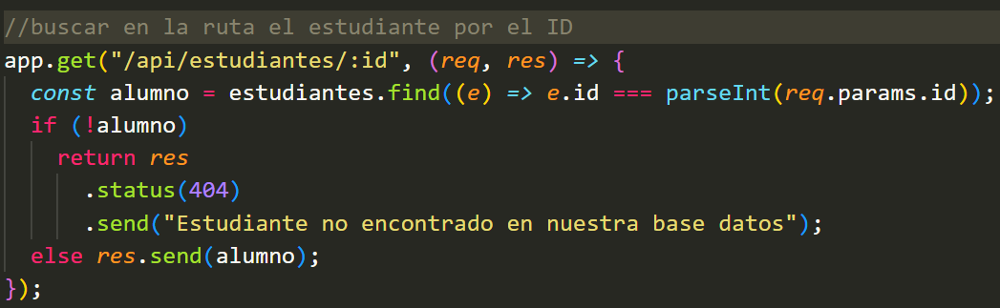 //buscar en la ruta el estudiante por el ID
app.get("/api/estudiantes/:id", (req, res) => {
  const alumno = estudiantes.find((e) => e.id === parseInt(req.params.id));
  if (!alumno)
    return res
      .status(404)
      .send("Estudiante no encontrado en nuestra base datos");
  else res.send(alumno);
});